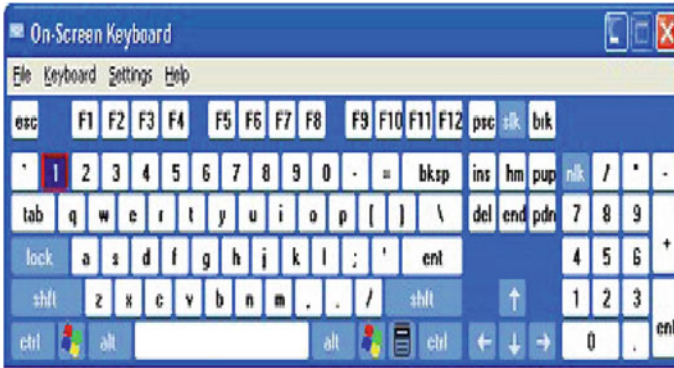 On-Screen Keyboard
File Keyboard Settings Help
esc F1 F2 F3 F4 F5 F6 F7 F8 F9 F10 F11 F12 psc slk brk
` 1 2 3 4 5 6 7 8 9 0 - = bksp ins hm pup nlk / * -
tab q w e r t y u i o p [ ] \ del end pdn 7 8 9 +
lock a s d f g h j k l ; ' ent 4 5 6
shft z x c v b n m , . / shft ↑ 1 2 3 ent
ctrl alt alt ctrl ← ↓ → 0 .